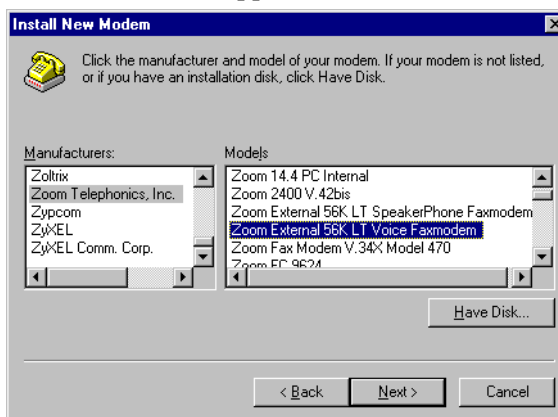 Install New Modem
Click the manufacturer and model of your modem. If your modem is not listed,
or if you have an installation disk, click Have Disk.
Manufacturers:
Zoltrix
Zoom Telephonics, Inc.
Zypcom
ZyXEL
ZyXEL Comm. Corp.
Models
Zoom 14.4 PC Internal
Zoom 2400 V.42bis
Zoom External 56K LT SpeakerPhone Faxmodem
Zoom External 56K LT Voice Faxmodem
Zoom Fax Modem V.34X Model 470
Zoom FC 9624
Have Disk...
< Back
Next >
Cancel